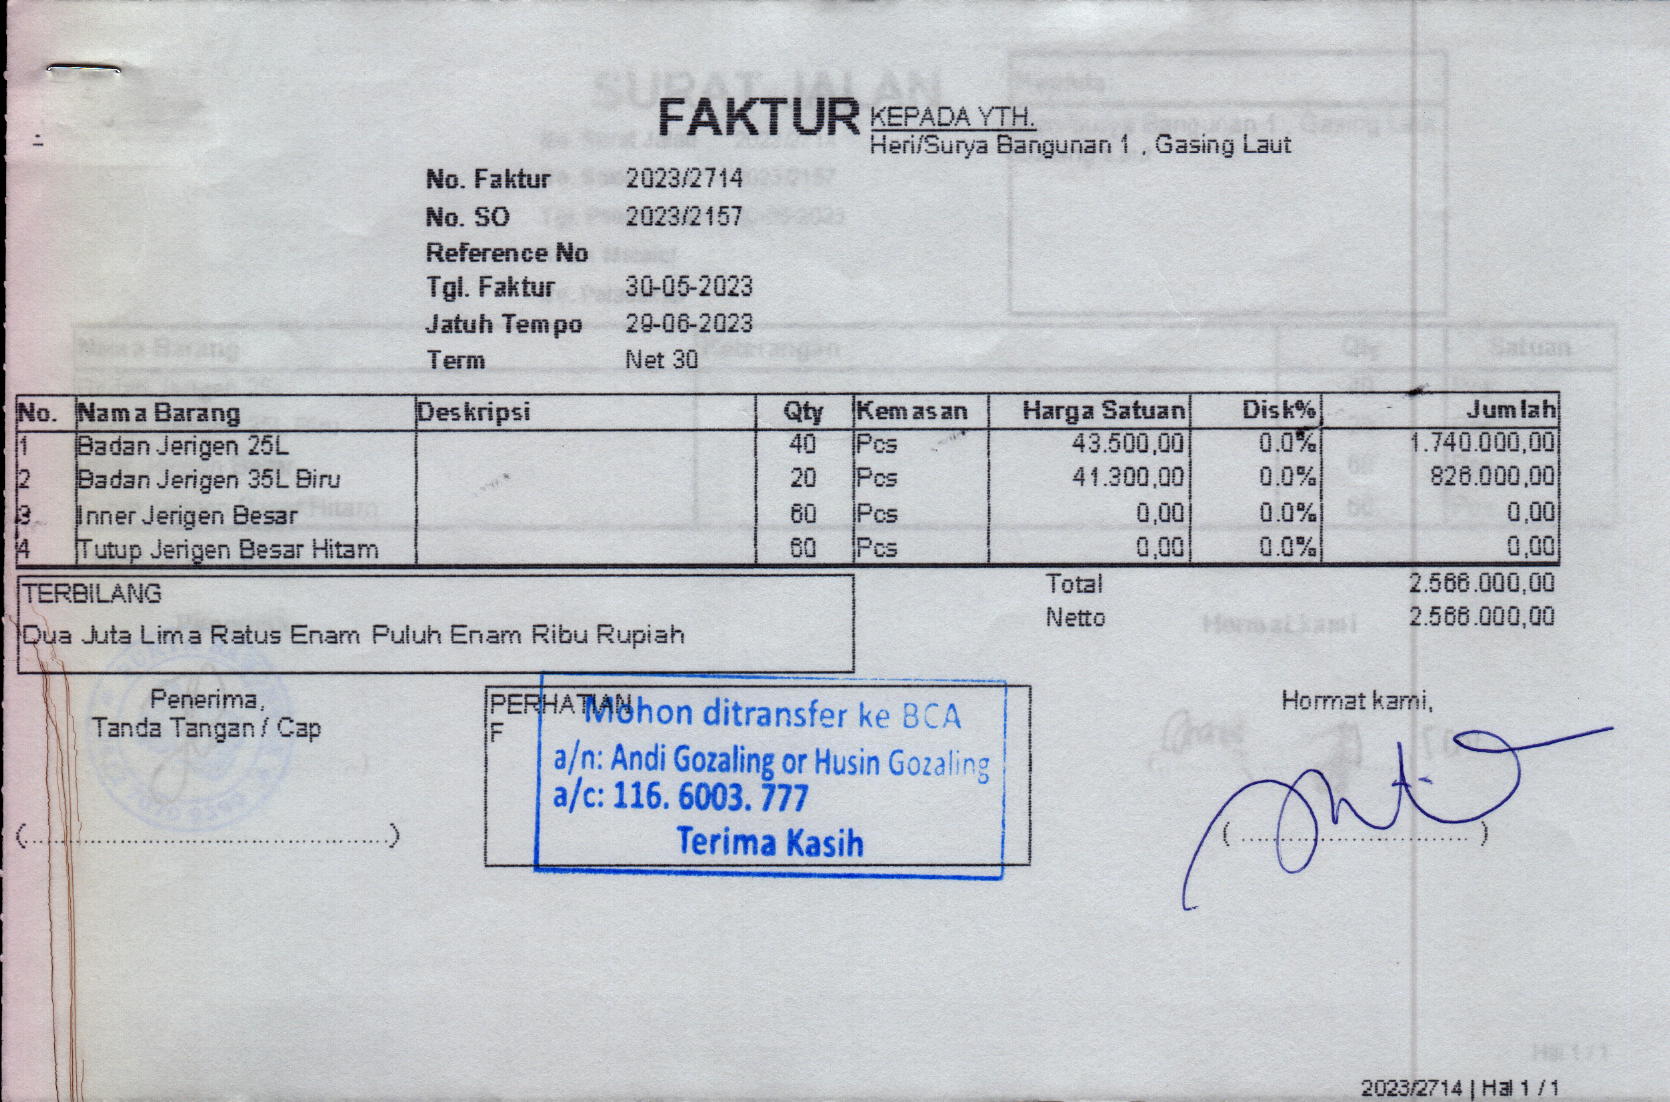 FAKTUR
KEPADA YTH.
Heri/Surya Bangunan 1 , Gasing Laut
No. Faktur 2023/2714
No. SO 2023/2157
Reference No
Tgl. Faktur 30-05-2023
Jatuh Tempo 29-06-2023
Term Net 30
No. Nama Barang Deskripsi Qty Kemasan Harga Satuan Disk% Jumlah
1 Badan Jerigen 25L 40 Pcs 43.500,00 0.0% 1.740.000,00
2 Badan Jerigen 35L Biru 20 Pcs 41.300,00 0.0% 826.000,00
3 Inner Jerigen Besar 60 Pcs 0,00 0.0% 0,00
4 Tutup Jerigen Besar Hitam 60 Pcs 0,00 0.0% 0,00
TERBILANG
Dua Juta Lima Ratus Enam Puluh Enam Ribu Rupiah
Total 2.566.000,00
Netto 2.566.000,00
Penerima,
Tanda Tangan / Cap
(..................................................)
PERHATIAN
F
Mohon ditransfer ke BCA
a/n: Andi Gozaling or Husin Gozaling
a/c: 116. 6003. 777
Terima Kasih
Hormat kami,
(................................)
2023/2714 | Hal 1 / 1